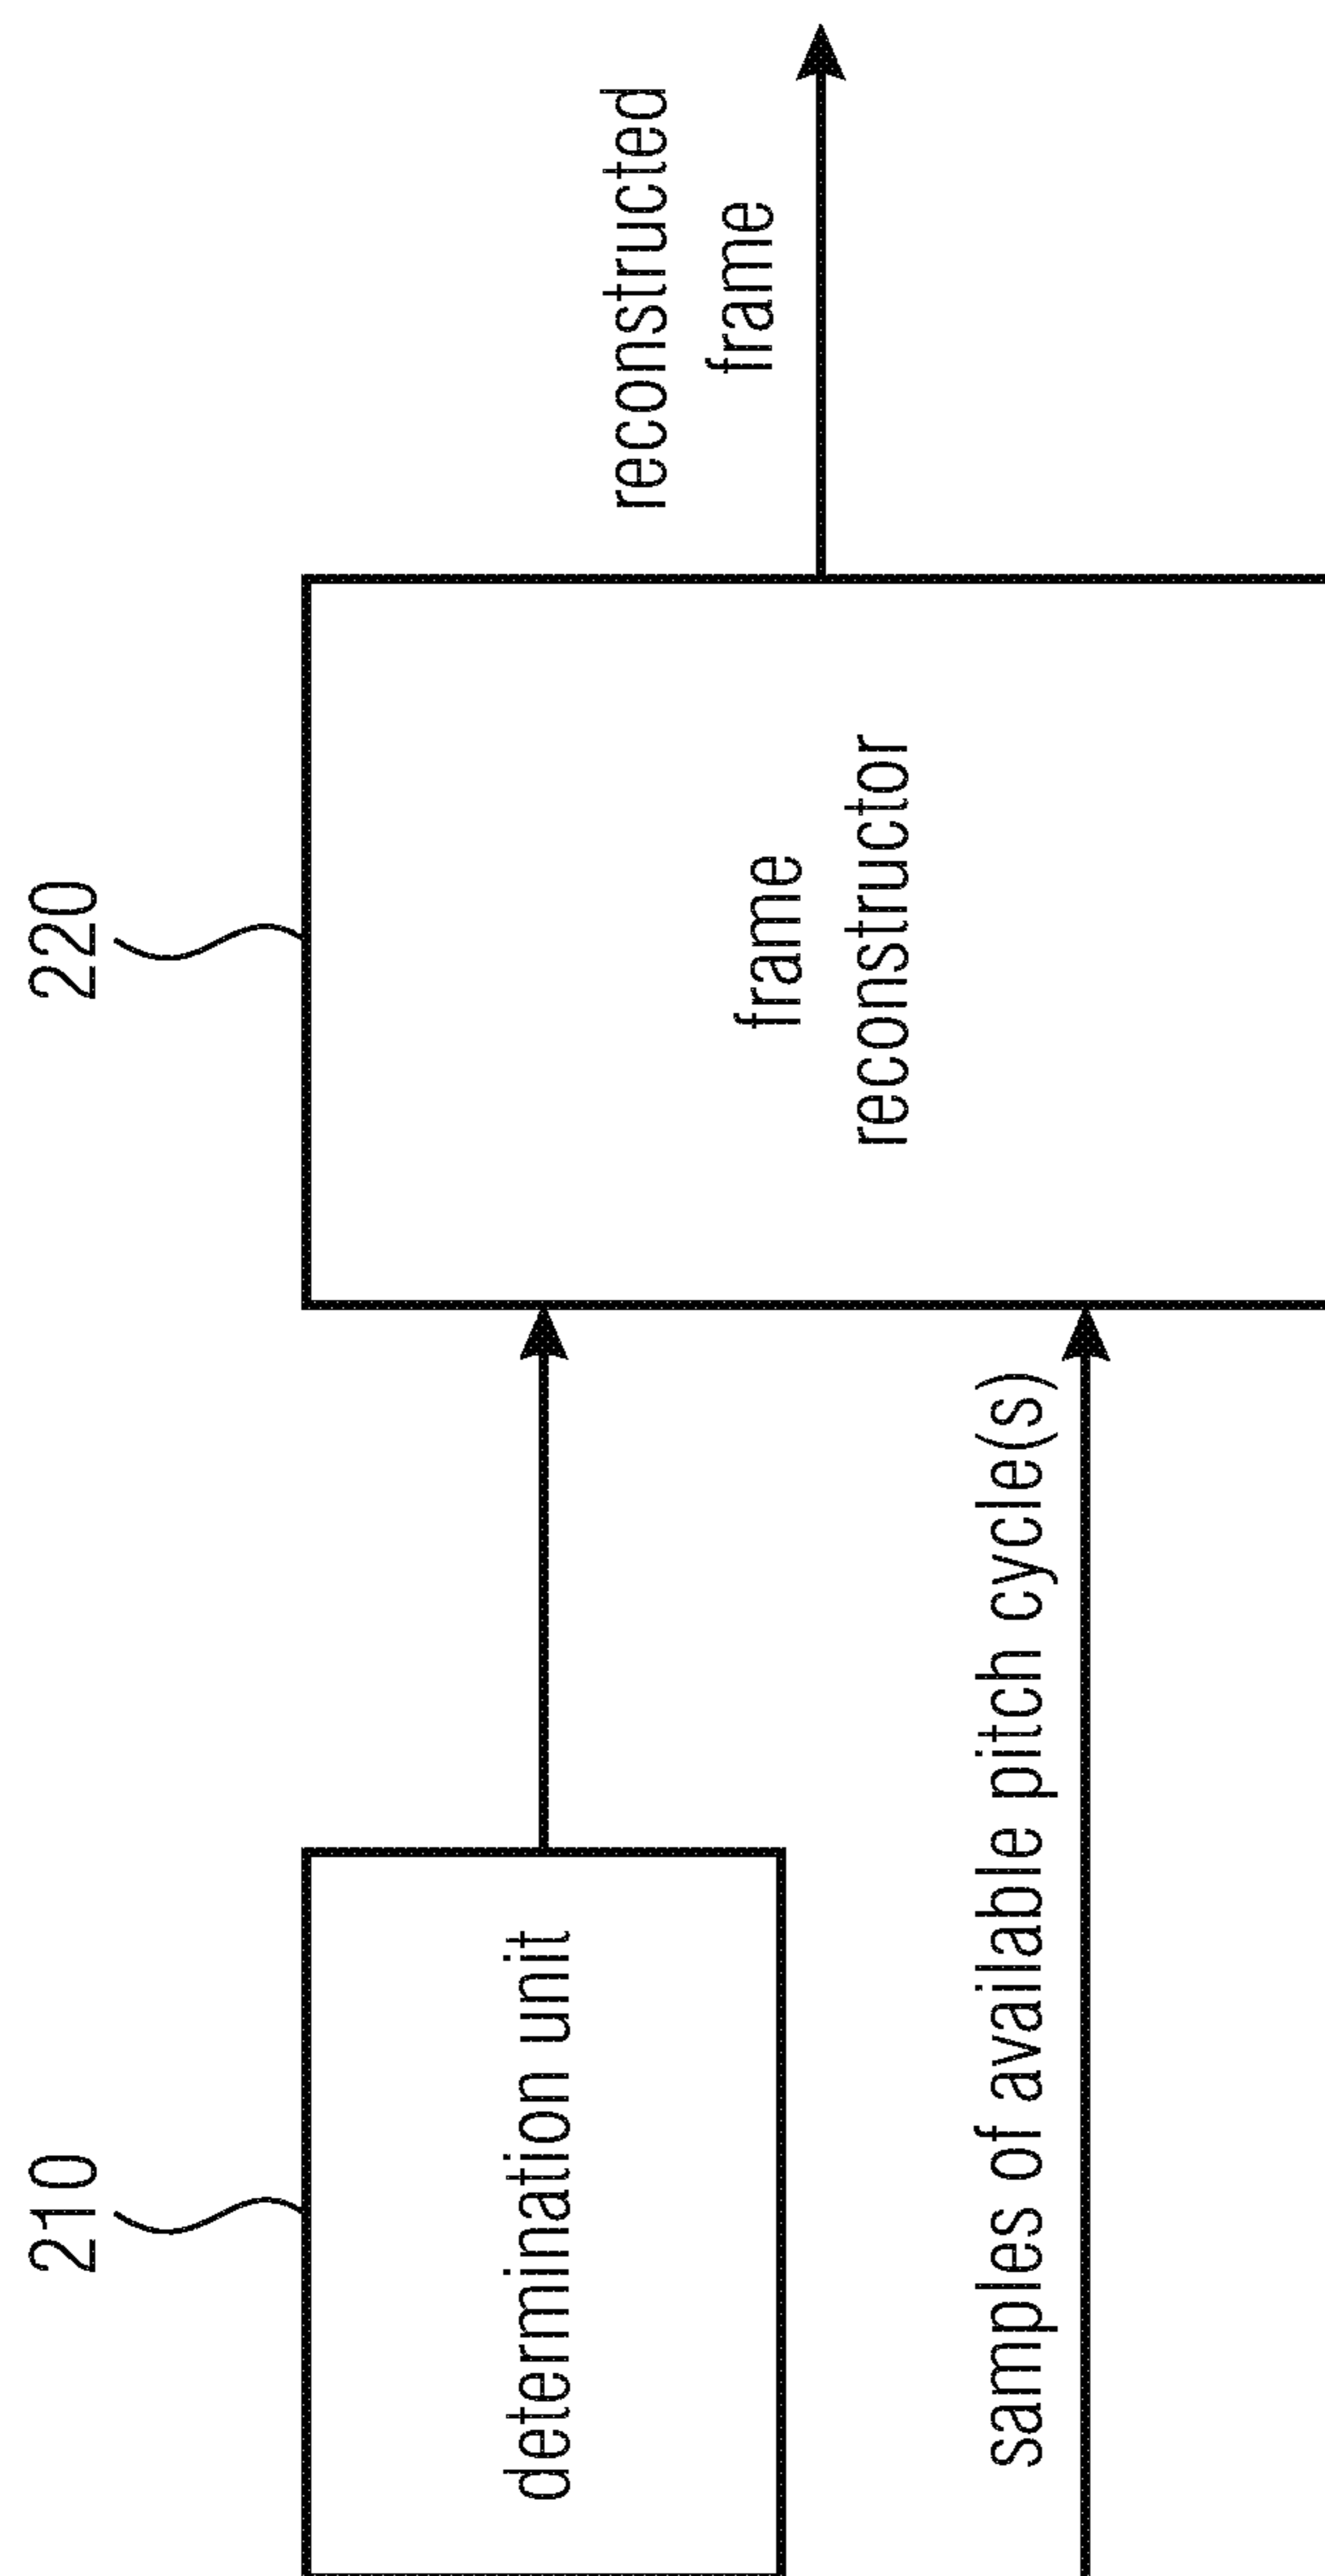 210
220
determination unit
frame
reconstructor
reconstructed
frame
samples of available pitch cycle(s)